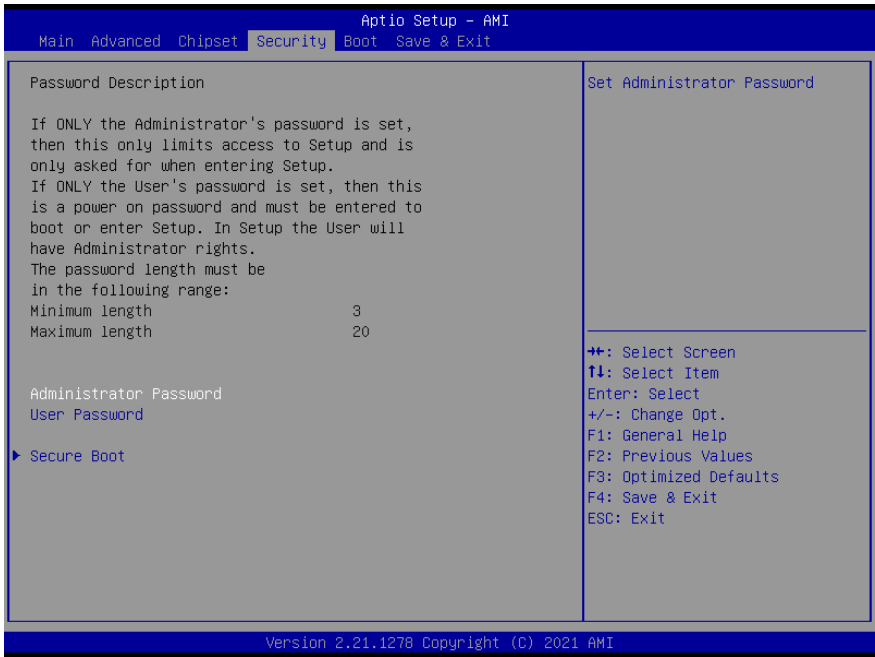 Aptio Setup – AMI
Main Advanced Chipset Security Boot Save & Exit
Password Description
If ONLY the Administrator's password is set,
then this only limits access to Setup and is
only asked for when entering Setup.
If ONLY the User's password is set, then this
is a power on password and must be entered to
boot or enter Setup. In Setup the User will
have Administrator rights.
The password length must be
in the following range:
Minimum length 3
Maximum length 20
Administrator Password
User Password
Secure Boot
Set Administrator Password
→←: Select Screen
↑↓: Select Item
Enter: Select
+/-: Change Opt.
F1: General Help
F2: Previous Values
F3: Optimized Defaults
F4: Save & Exit
ESC: Exit
Version 2.21.1278 Copyright (C) 2021 AMI